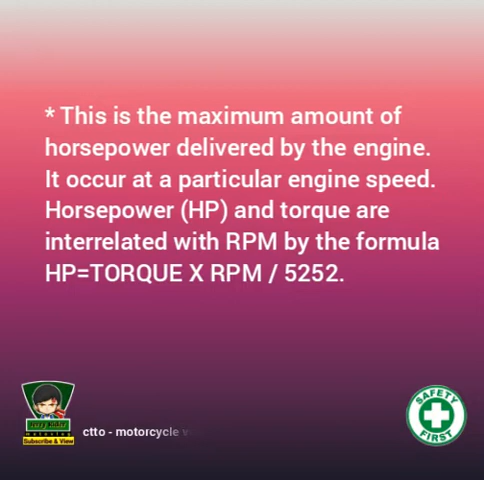 * This is the maximum amount of
horsepower delivered by the engine.
It occur at a particular engine speed.
Horsepower (HP) and torque are
interrelated with RPM by the formula
HP=TORQUE X RPM / 5252.
Subscribe & View
ctto - motorcycle
SAFETY
FIRST